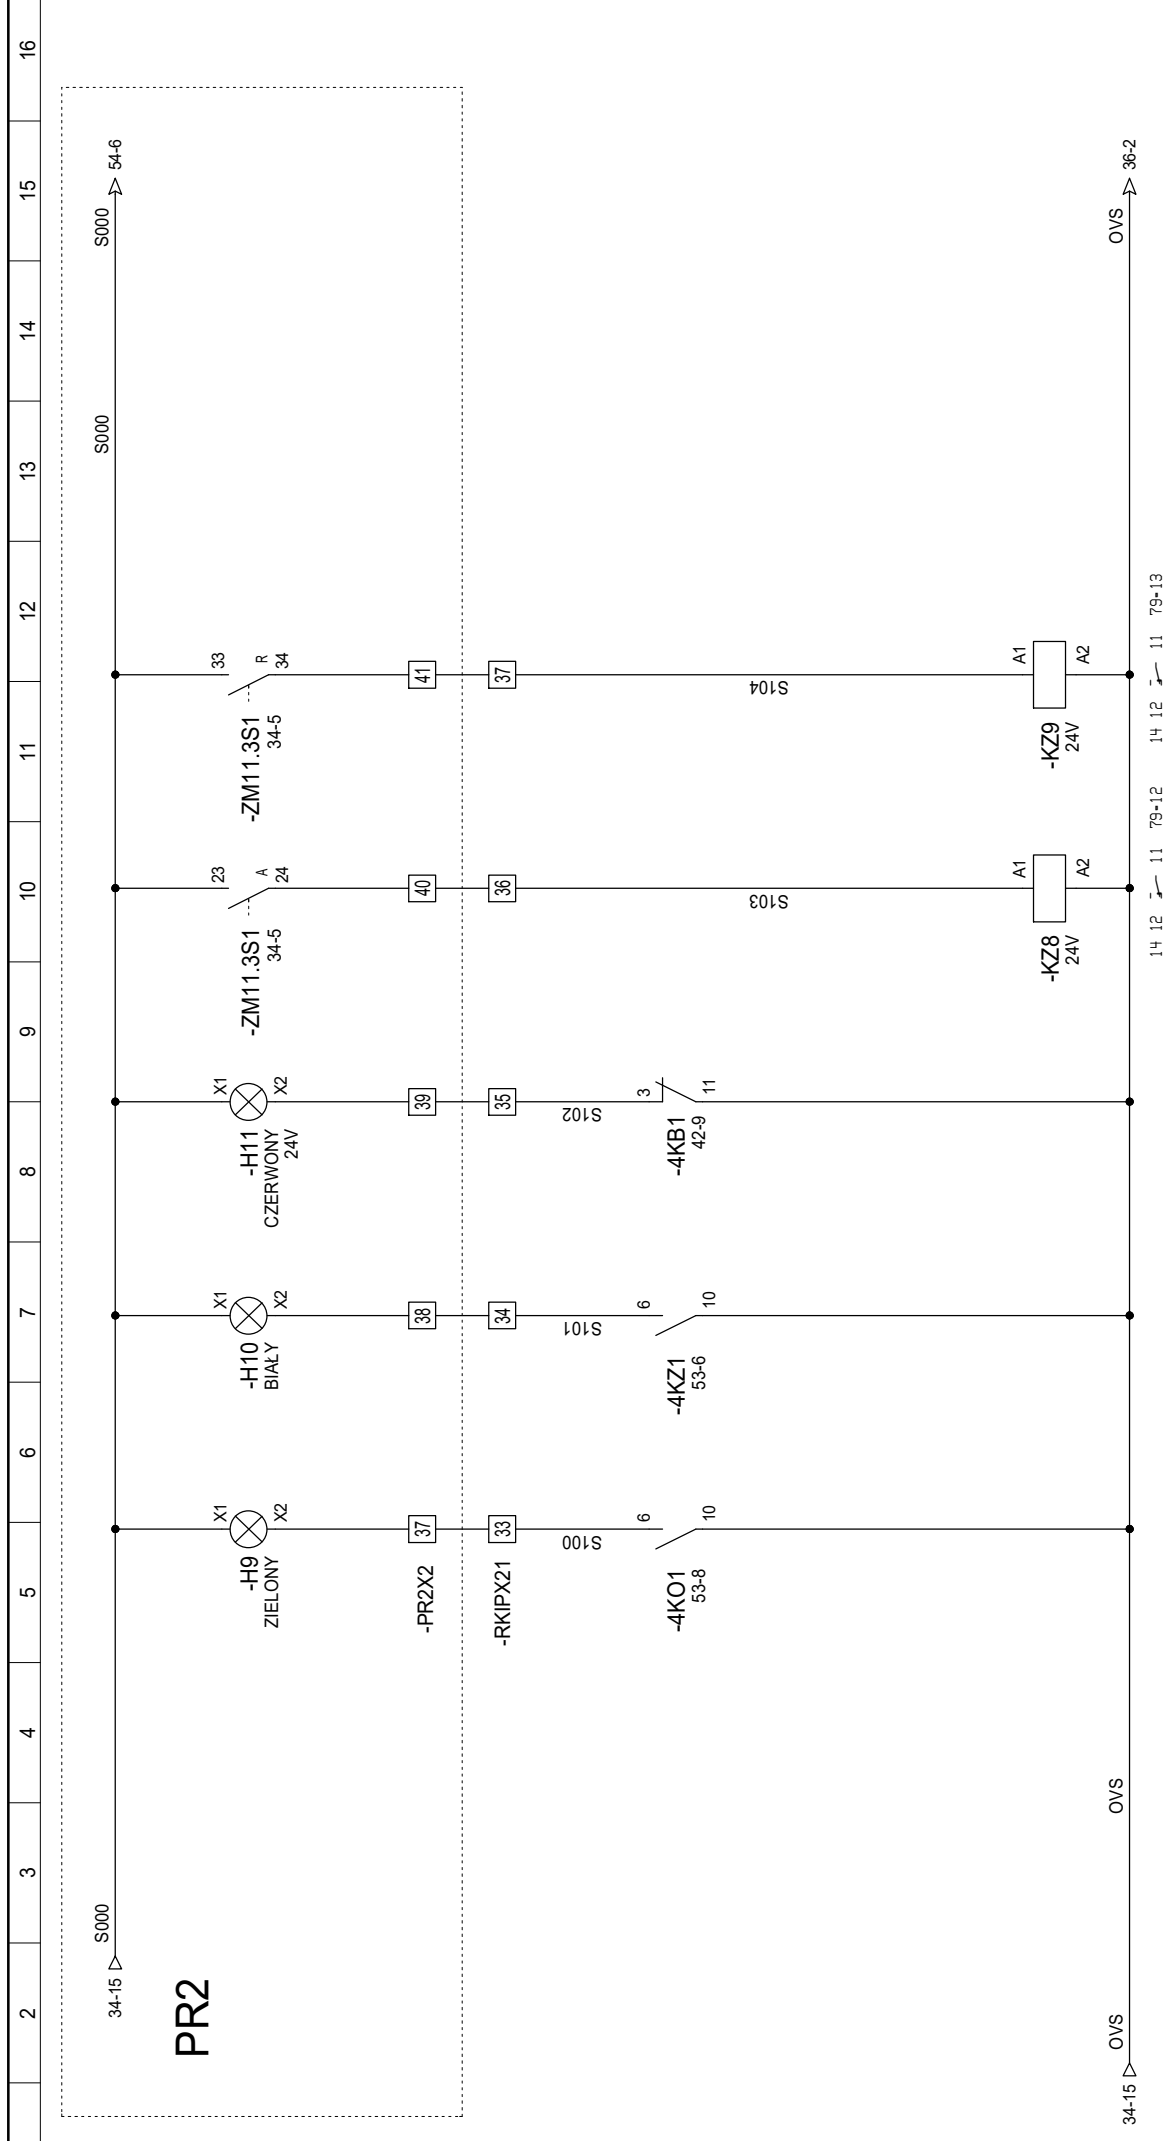 2 3 4 5 6 7 8 9 10 11 12 13 14 15 16
34-15 S000 S000 S000 54-6
PR2
X1 X1 X1 23 33
-H9 -H10 -H11 -ZM11.3S1 A -ZM11.3S1 R
ZIELONY X2 BIAŁY X2 CZERWONY X2 34-5 24 34-5 34
24V
-PR2X2 37 38 39 40 41
-RKIPX21 33 34 35 36 37
S100 S101 S102 S103 S104
6 6 3
-4KO1 -4KZ1 -4KB1
53-8 10 53-6 10 42-9 11
A1 A1
-KZ8 -KZ9
24V A2 24V A2
34-15 OVS OVS OVS 36-2
14 12 11 79-12 14 12 11 79-13